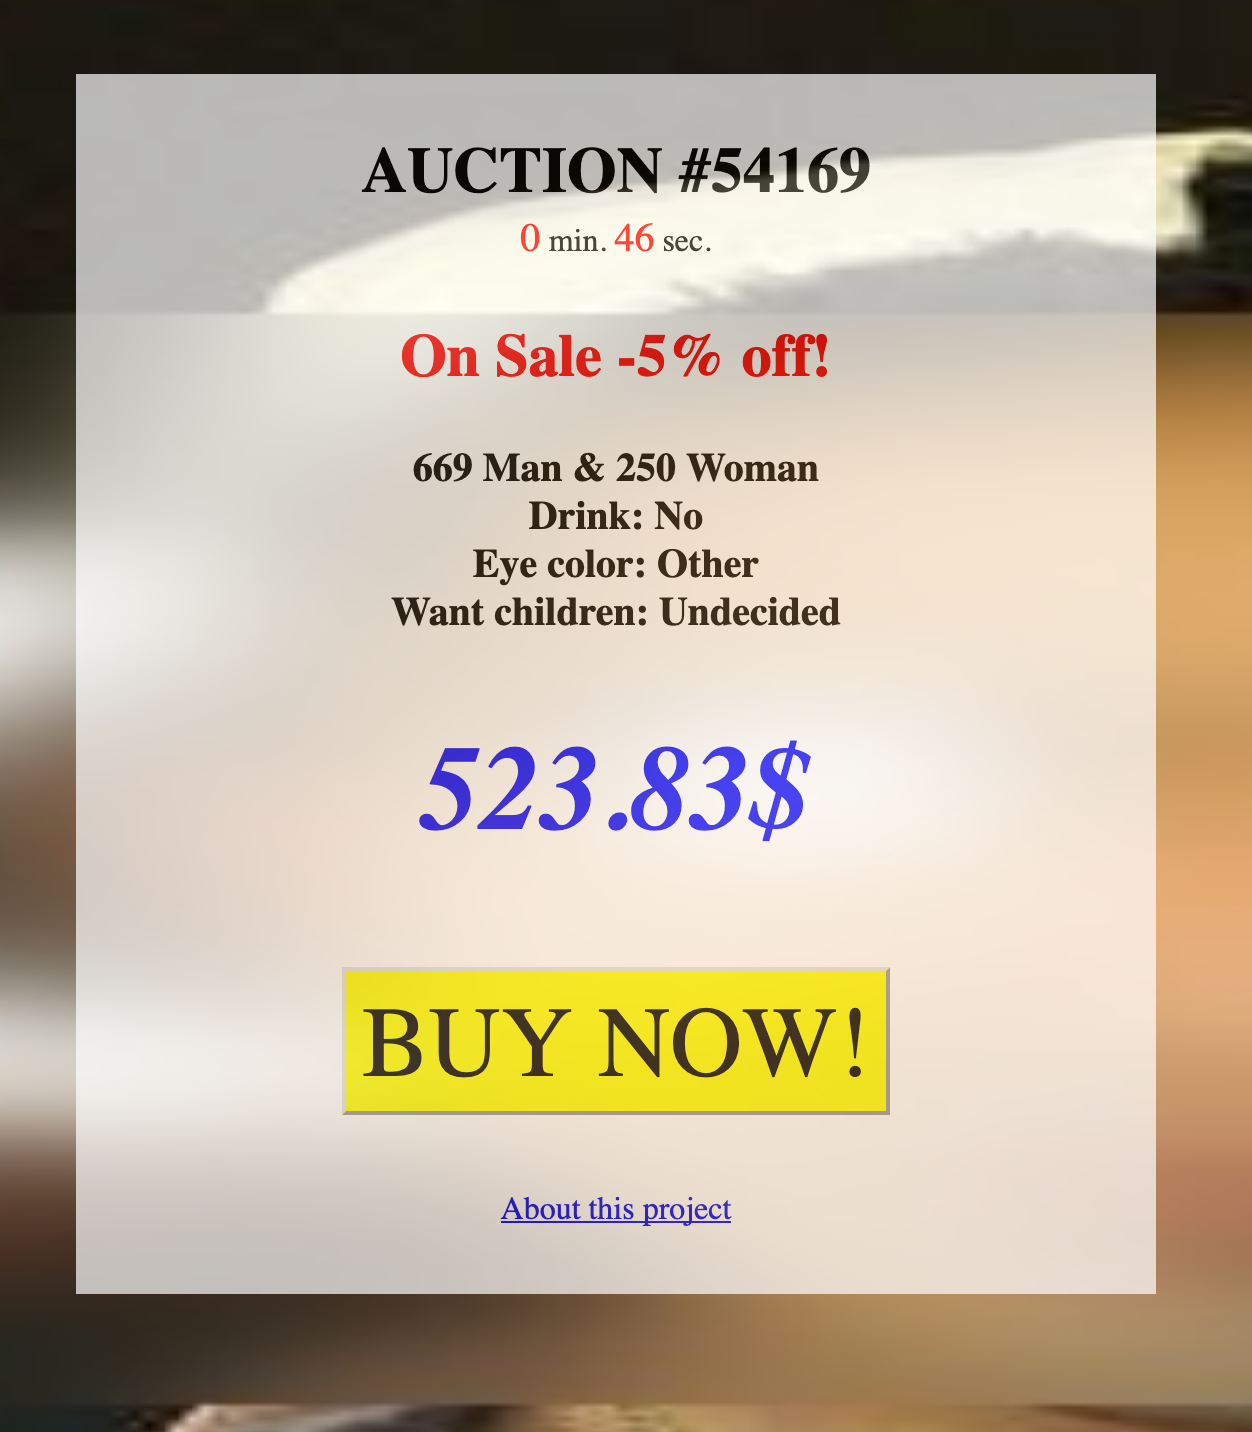 AUCTION #54169
0 min. 46 sec.
On Sale -5% off!
669 Man & 250 Woman
Drink: No
Eye color: Other
Want children: Undecided
523.83$
BUY NOW!
About this project